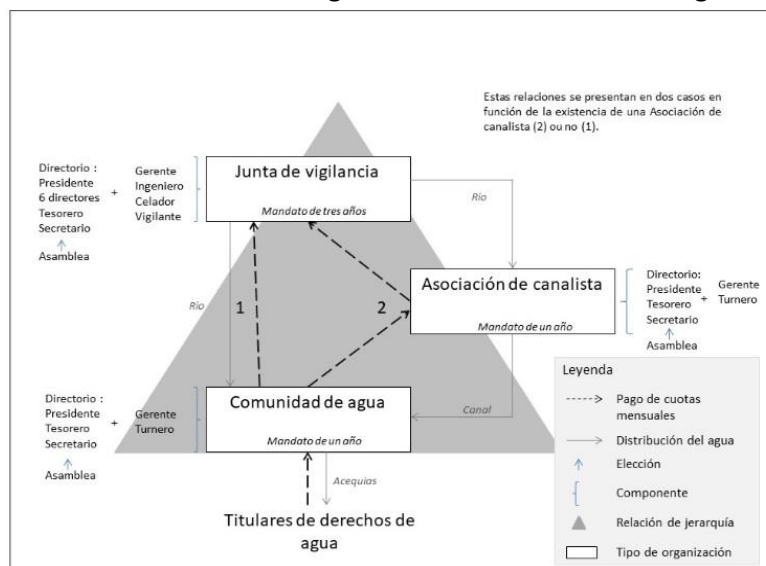 Estas relaciones se presentan en dos casos en
función de la existencia de una Asociación de
canalista (2) ou no (1).
Directorio :
Presidente
6 directores
Tesorero
Secretario
Asamblea
+
Gerente
Ingeniero
Celador
Vigilante
Junta de vigilancia
Mandato de tres años
Río
Asociación de canalista
Mandato de un año
Directorio:
Presidente
Tesorero
Secretario
Asamblea
+
Gerente
Turnero
Río
1
2
Directorio :
Presidente
Tesorero
Secretario
Asamblea
+
Gerente
Turnero
Comunidad de agua
Mandato de un año
Canal
Acequias
Titulares de derechos de
agua
Leyenda
Pago de cuotas
mensuales
Distribución del agua
Elección
Componente
Relación de jerarquía
Tipo de organización